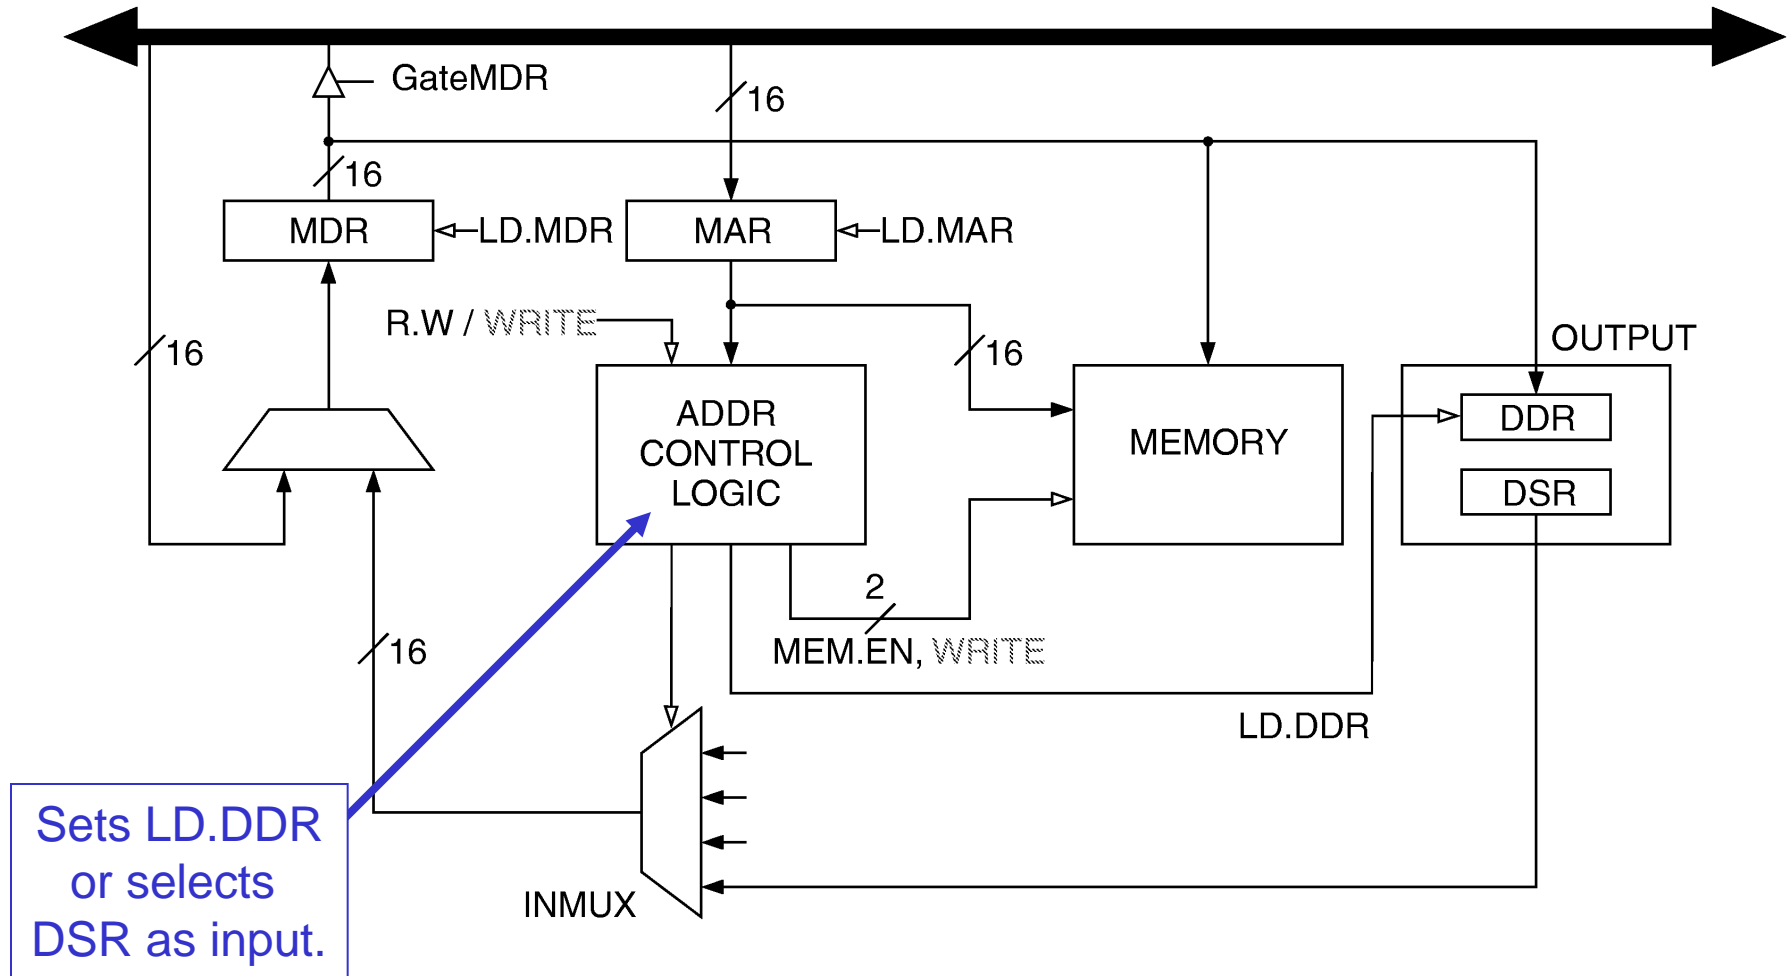 GateMDR
16
16
MDR
LD.MDR
MAR
LD.MAR
R.W / WRITE
16
16
OUTPUT
ADDR
CONTROL
LOGIC
MEMORY
DDR
DSR
2
16
MEM.EN, WRITE
LD.DDR
INMUX
Sets LD.DDR
or selects
DSR as input.